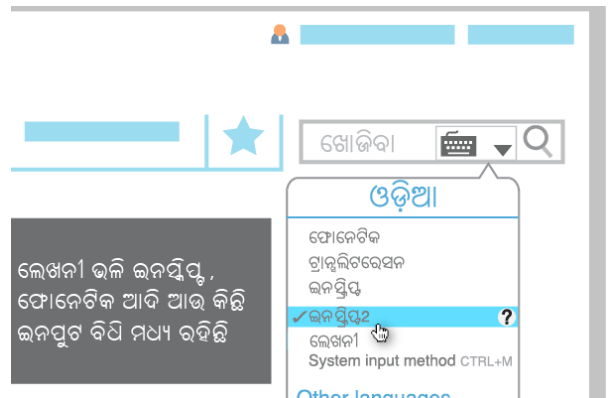 ଖୋଜିବା
ଓଡ଼ିଆ
ଫୋନେଟିକ
ଟ୍ରାନ୍ସଲିଟରେସନ
ଇନସ୍କ୍ରିପ୍ଟ
✓ଇନସ୍କ୍ରିପ୍ଟ2 ?
ଲେଖନୀ
System input method CTRL+M
Other languages
ଲେଖନୀ ଭଳି ଇନସ୍କ୍ରିପ୍ଟ,
ଫୋନେଟିକ ଆଦି ଆଉ କିଛି
ଇନପୁଟ ବିଧି ମଧ୍ୟ ରହିଛି